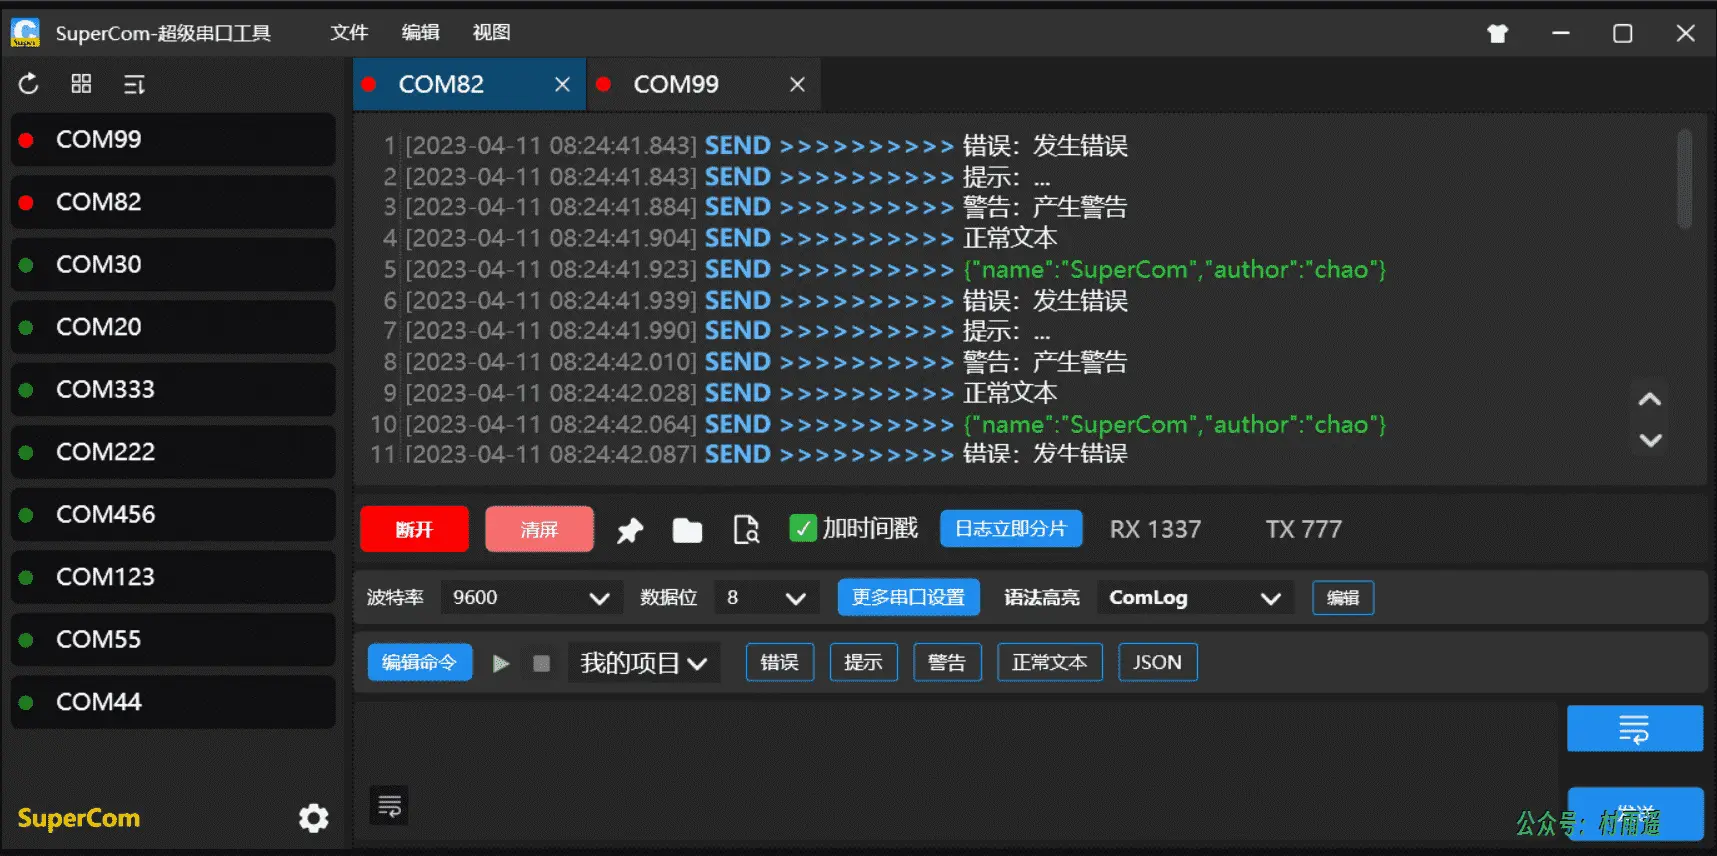 SuperCom-超级串口工具 文件 编辑 视图
COM99
COM82
COM30
COM20
COM333
COM222
COM456
COM123
COM55
COM44
SuperCom
COM82 COM99
1 [2023-04-11 08:24:41.843] SEND >>>>>>>>>> 错误：发生错误
2 [2023-04-11 08:24:41.843] SEND >>>>>>>>>> 提示：...
3 [2023-04-11 08:24:41.884] SEND >>>>>>>>>> 警告：产生警告
4 [2023-04-11 08:24:41.904] SEND >>>>>>>>>> 正常文本
5 [2023-04-11 08:24:41.923] SEND >>>>>>>>>> {"name":"SuperCom","author":"chao"}
6 [2023-04-11 08:24:41.939] SEND >>>>>>>>>> 错误：发生错误
7 [2023-04-11 08:24:41.990] SEND >>>>>>>>>> 提示：...
8 [2023-04-11 08:24:42.010] SEND >>>>>>>>>> 警告：产生警告
9 [2023-04-11 08:24:42.028] SEND >>>>>>>>>> 正常文本
10 [2023-04-11 08:24:42.064] SEND >>>>>>>>>> {"name":"SuperCom","author":"chao"}
11 [2023-04-11 08:24:42.087] SEND >>>>>>>>>> 错误：发生错误
断开 清屏 加时间戳 日志立即分片 RX 1337 TX 777
波特率 9600 数据位 8 更多串口设置 语法高亮 ComLog 编辑
编辑命令 我的项目 错误 提示 警告 正常文本 JSON
发送
公众号：村雨遥